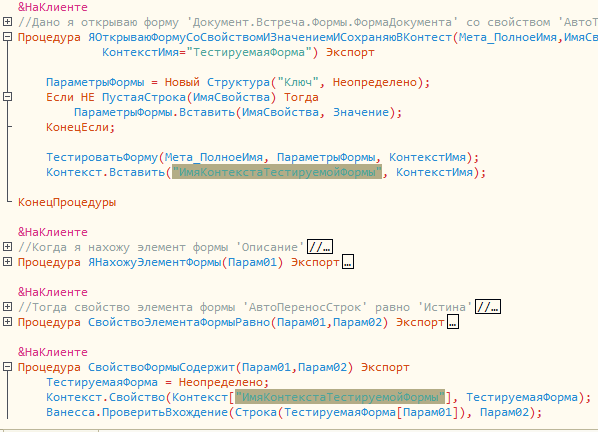 &НаКлиенте
//Дано я открываю форму 'Документ.Встреча.Формы.ФормаДокумента' со свойством 'АвтоТ
Процедура ЯОткрываюФормуСоСвойствомИЗначениемИСохраняюВКонтекст(Мета_ПолноеИмя,ИмяСв
КонтекстИмя="ТестируемаяФорма") Экспорт
ПараметрыФормы = Новый Структура("Ключ", Неопределено);
Если НЕ ПустаяСтрока(ИмяСвойства) Тогда
ПараметрыФормы.Вставить(ИмяСвойства, Значение);
КонецЕсли;
ТестироватьФорму(Мета_ПолноеИмя, ПараметрыФормы, КонтекстИмя);
Контекст.Вставить("ИмяКонтекстаТестируемойФормы", КонтекстИмя);
КонецПроцедуры
&НаКлиенте
//Когда я нахожу элемент формы 'Описание' //…
Процедура ЯНахожуЭлементФормы(Парам01) Экспорт …
&НаКлиенте
//Тогда свойство элемента формы 'АвтоПереносСтрок' равно 'Истина' //…
Процедура СвойствоЭлементаФормыРавно(Парам01,Парам02) Экспорт …
&НаКлиенте
Процедура СвойствоФормыСодержит(Парам01,Парам02) Экспорт
ТестируемаяФорма = Неопределено;
Контекст.Свойство(Контекст["ИмяКонтекстаТестируемойФормы"], ТестируемаяФорма);
Ванесса.ПроверитьВхождение(Строка(ТестируемаяФорма[Парам01]), Парам02);